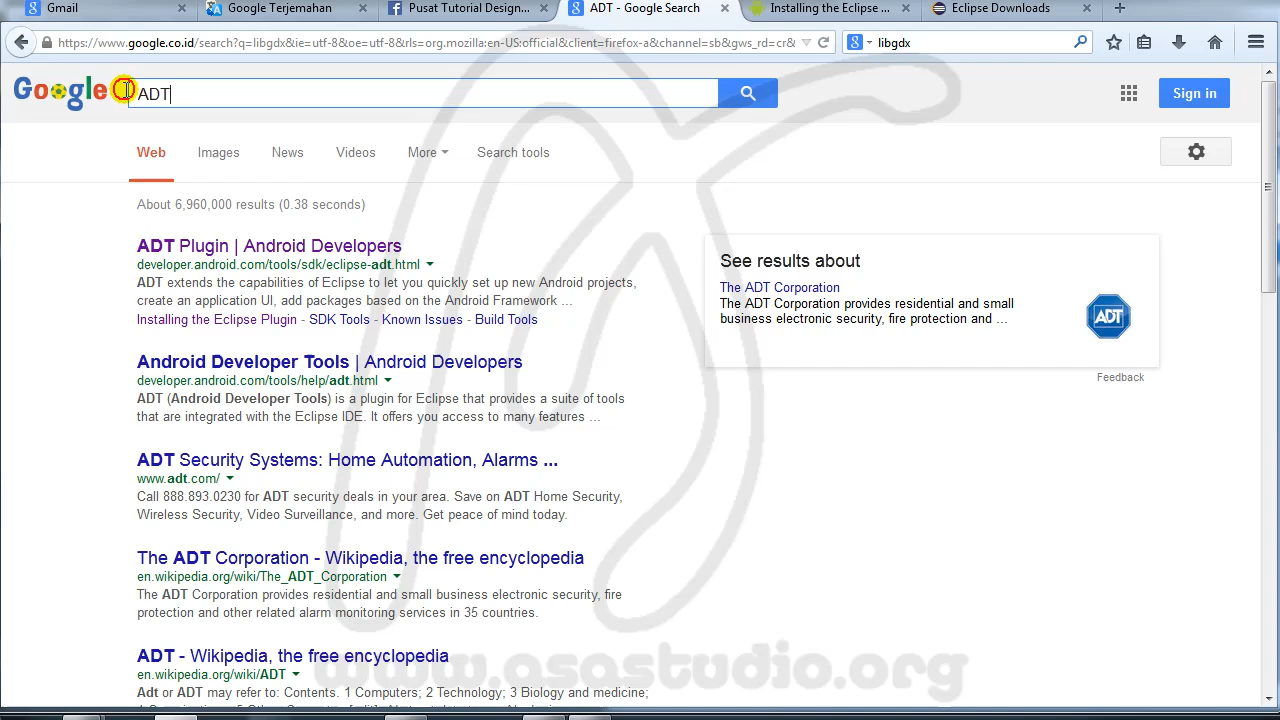 Gmail
Google Terjemahan
Pusat Tutorial Design...
ADT - Google Search
Installing the Eclipse ...
Eclipse Downloads
https://www.google.co.id/search?q=libgdx&ie=utf-8&oe=utf-8&rls=org.mozilla:en-US:official&client=firefox-a&channel=sb&gws_rd=cr&
libgdx
Google
ADT
Sign in
Web
Images
News
Videos
More
Search tools
About 6,960,000 results (0.38 seconds)
ADT Plugin | Android Developers
developer.android.com/tools/sdk/eclipse-adt.html
ADT extends the capabilities of Eclipse to let you quickly set up new Android projects,
create an application UI, add packages based on the Android Framework ...
Installing the Eclipse Plugin - SDK Tools - Known Issues - Build Tools
See results about
The ADT Corporation
The ADT Corporation provides residential and small
business electronic security, fire protection and ...
ADT
Feedback
Android Developer Tools | Android Developers
developer.android.com/tools/help/adt.html
ADT (Android Developer Tools) is a plugin for Eclipse that provides a suite of tools
that are integrated with the Eclipse IDE. It offers you access to many features ...
ADT Security Systems: Home Automation, Alarms ...
www.adt.com/
Call 888.893.0230 for ADT security deals in your area. Save on ADT Home Security,
Wireless Security, Video Surveillance, and more. Get peace of mind today.
The ADT Corporation - Wikipedia, the free encyclopedia
en.wikipedia.org/wiki/The_ADT_Corporation
The ADT Corporation provides residential and small business electronic security, fire
protection and other related alarm monitoring services in 35 countries.
ADT - Wikipedia, the free encyclopedia
www.osostudio.org
en.wikipedia.org/wiki/ADT
Adt or ADT may refer to: Contents. 1 Computers; 2 Technology; 3 Biology and medicine;